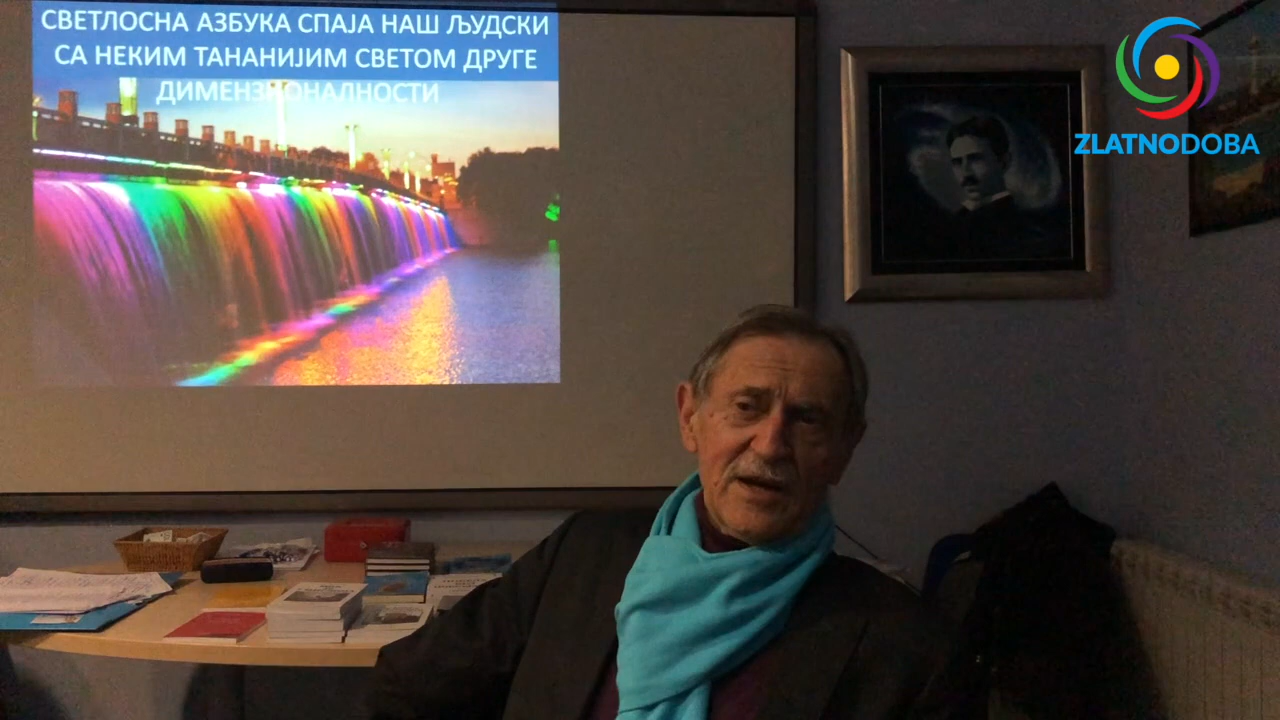 СВЕТЛОСНА АЗБУКА СПАЈА НАШ ЉУДСКИ
СА НЕКИМ ТАНАНИЈИМ СВЕТОМ ДРУГЕ
ДИМЕНЗИОНАЛНОСТИ
ZLATNODOBA